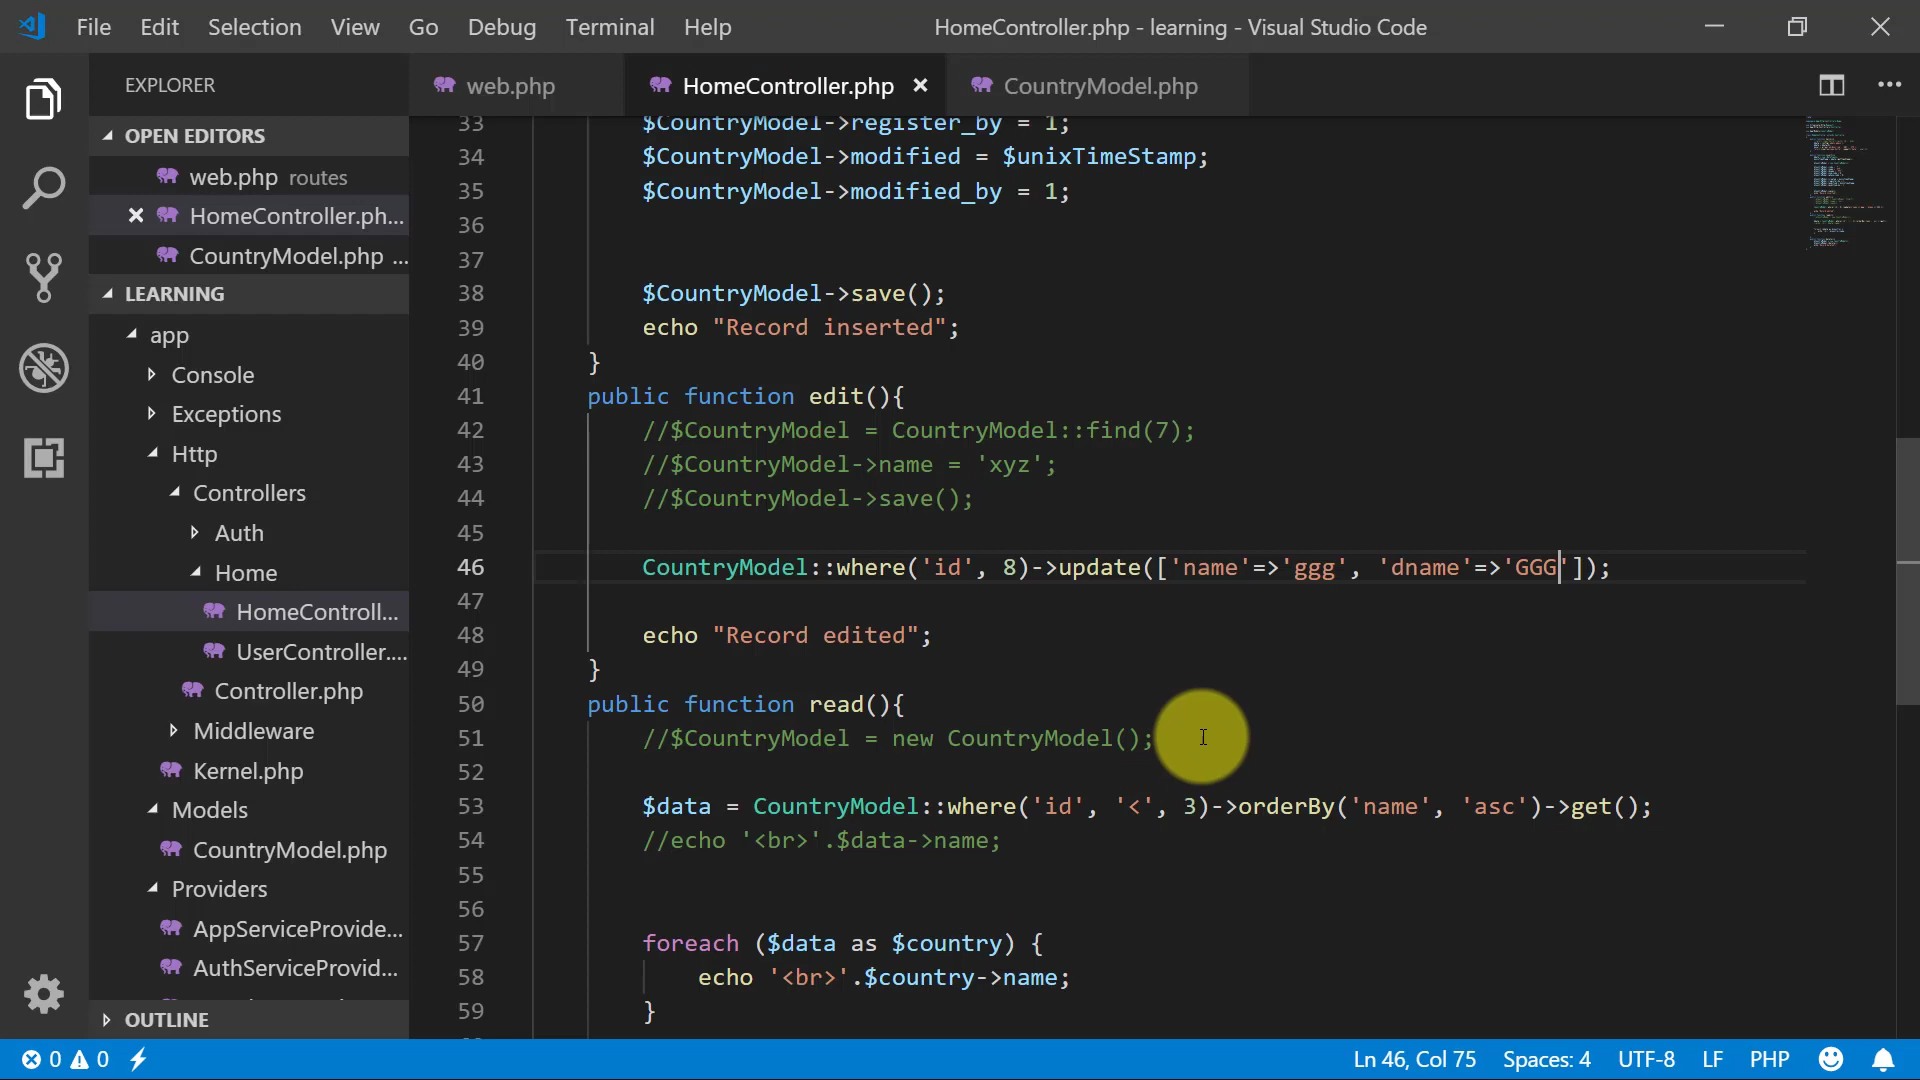 File Edit Selection View Go Debug Terminal Help
HomeController.php - learning - Visual Studio Code
EXPLORER
web.php
HomeController.php
CountryModel.php
OPEN EDITORS
web.php routes
HomeController.ph...
CountryModel.php ...
LEARNING
app
Console
Exceptions
Http
Controllers
Auth
Home
HomeControll...
UserController....
Controller.php
Middleware
Kernel.php
Models
CountryModel.php
Providers
AppServiceProvide...
AuthServiceProvid...
OUTLINE
33 $CountryModel->register_by = 1;
34 $CountryModel->modified = $unixTimeStamp;
35 $CountryModel->modified_by = 1;
36
37
38 $CountryModel->save();
39 echo "Record inserted";
40 }
41 public function edit(){
42 //$CountryModel = CountryModel::find(7);
43 //$CountryModel->name = 'xyz';
44 //$CountryModel->save();
45
46 CountryModel::where('id', 8)->update(['name'=>'ggg', 'dname'=>'GGG']);
47
48 echo "Record edited";
49 }
50 public function read(){
51 //$CountryModel = new CountryModel();
52
53 $data = CountryModel::where('id', '<', 3)->orderBy('name', 'asc')->get();
54 //echo '<br>'.$data->name;
55
56
57 foreach ($data as $country) {
58 echo '<br>'.$country->name;
59 }
0 0
Ln 46, Col 75 Spaces: 4 UTF-8 LF PHP